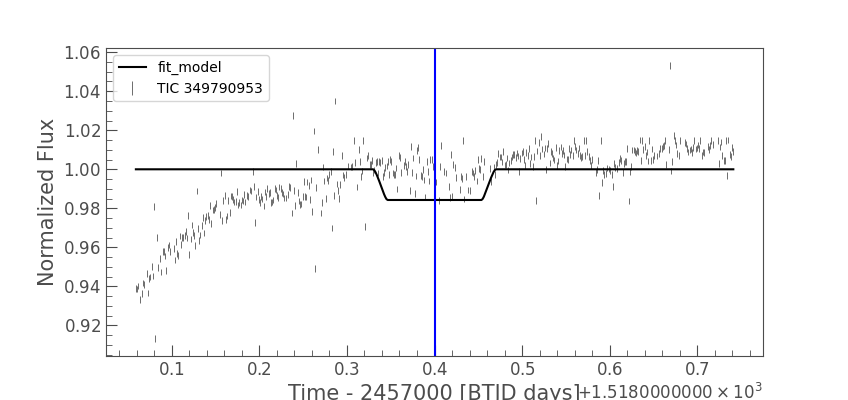 1.06
1.04
1.02
1.00
0.98
0.96
0.94
0.92
Normalized Flux
fit_model
TIC 349790953
0.1 0.2 0.3 0.4 0.5 0.6 0.7
Time - 2457000 [BTJD days]
+1.5180000000 × 10³